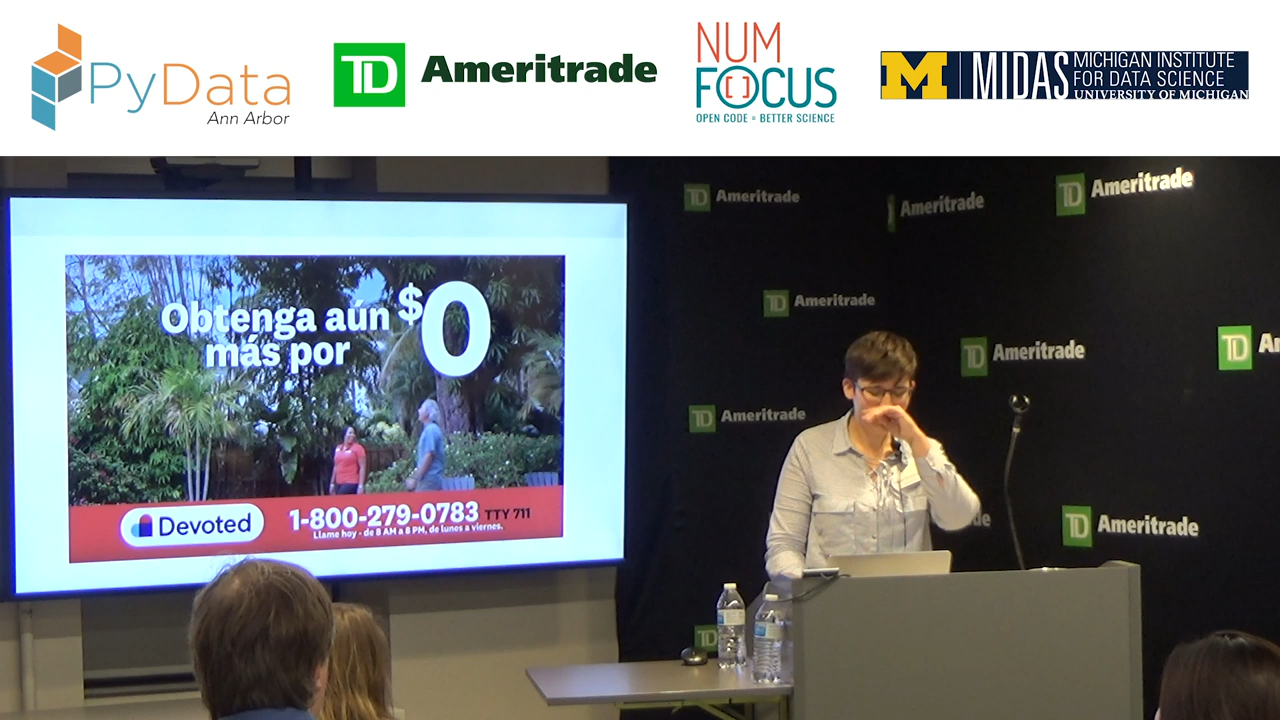 PyData
Ann Arbor
TD Ameritrade
NUM
FOCUS
OPEN CODE = BETTER SCIENCE
M MIDAS
MICHIGAN INSTITUTE
FOR DATA SCIENCE
UNIVERSITY OF MICHIGAN
Obtenga aún $0
más por
Devoted
1-800-279-0783 TTY 711
Llame hoy - de 8 AM a 8 PM, de lunes a viernes.
TD Ameritrade
Ameritrade
TD Ameritrade
TD Ameritrade
TD Ameritrade
TD
TD Ameritrade
TD Ameritrade
TD